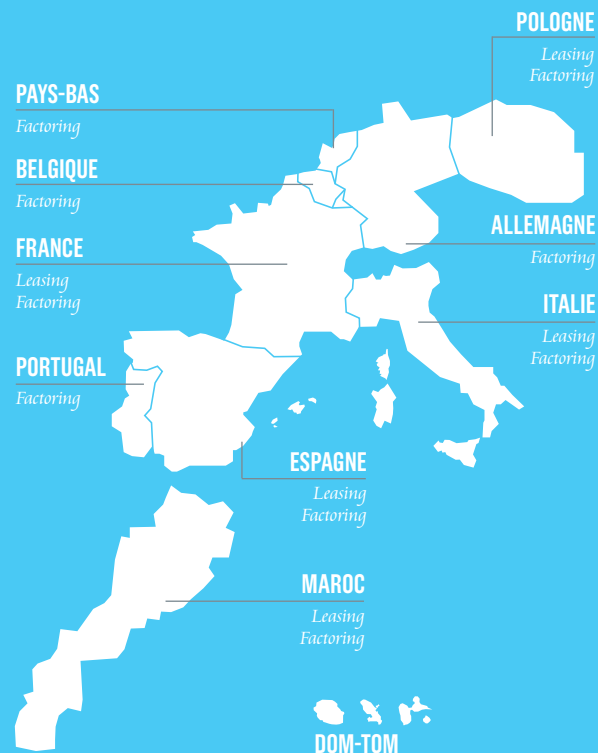 POLOGNE
Leasing
Factoring
PAYS-BAS
Factoring
BELGIQUE
Factoring
FRANCE
Leasing
Factoring
ALLEMAGNE
Factoring
ITALIE
Leasing
Factoring
PORTUGAL
Factoring
ESPAGNE
Leasing
Factoring
MAROC
Leasing
Factoring
DOM-TOM